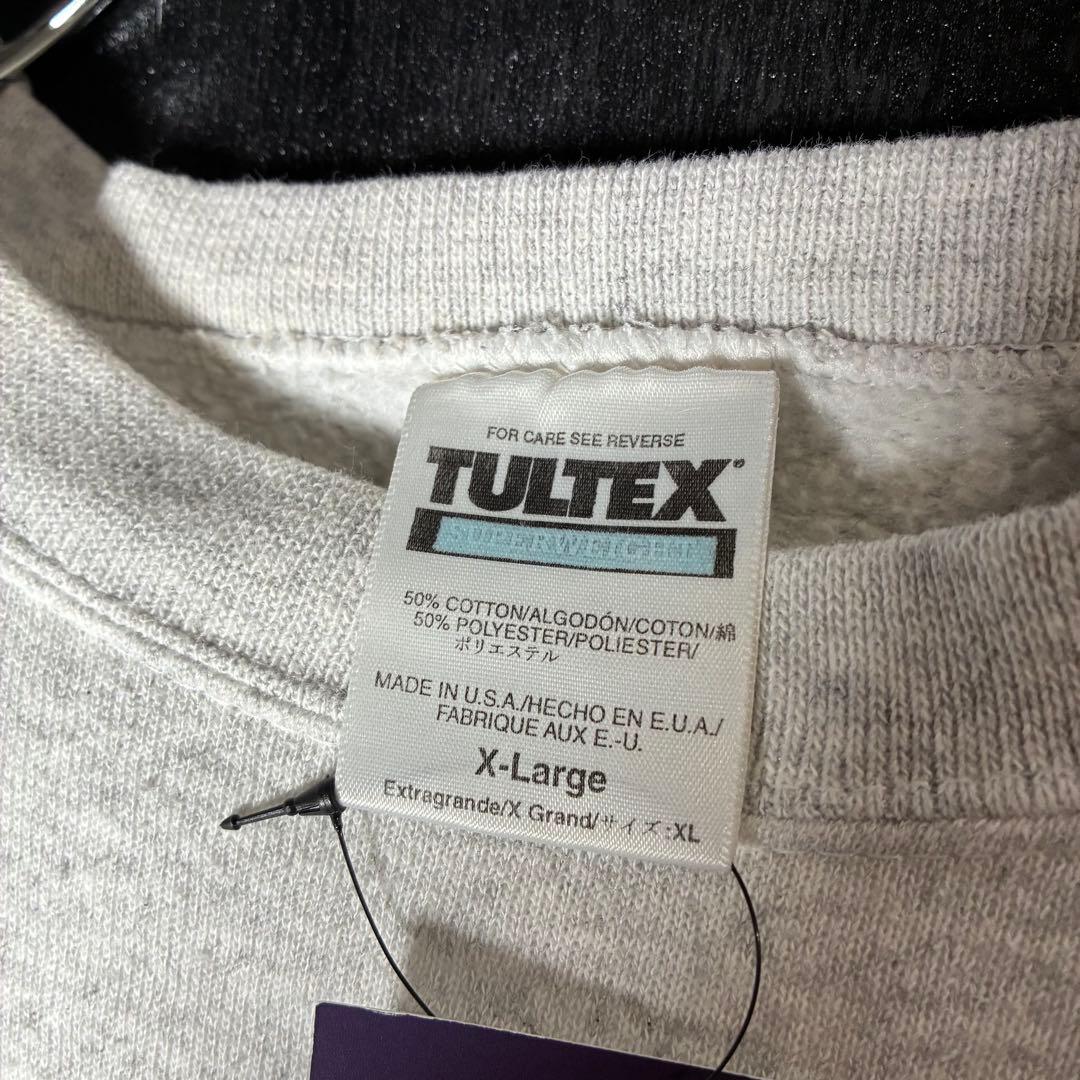 FOR CARE SEE REVERSE
TULTEX®
SUPERWEIGHT
50% COTTON/ALGODÓN/COTON/綿
50% POLYESTER/POLIESTER/
ポリエステル
MADE IN U.S.A./HECHO EN E.U.A./
FABRIQUE AUX E.-U.
X-Large
Extragrande/X Grand/サイズ:XL